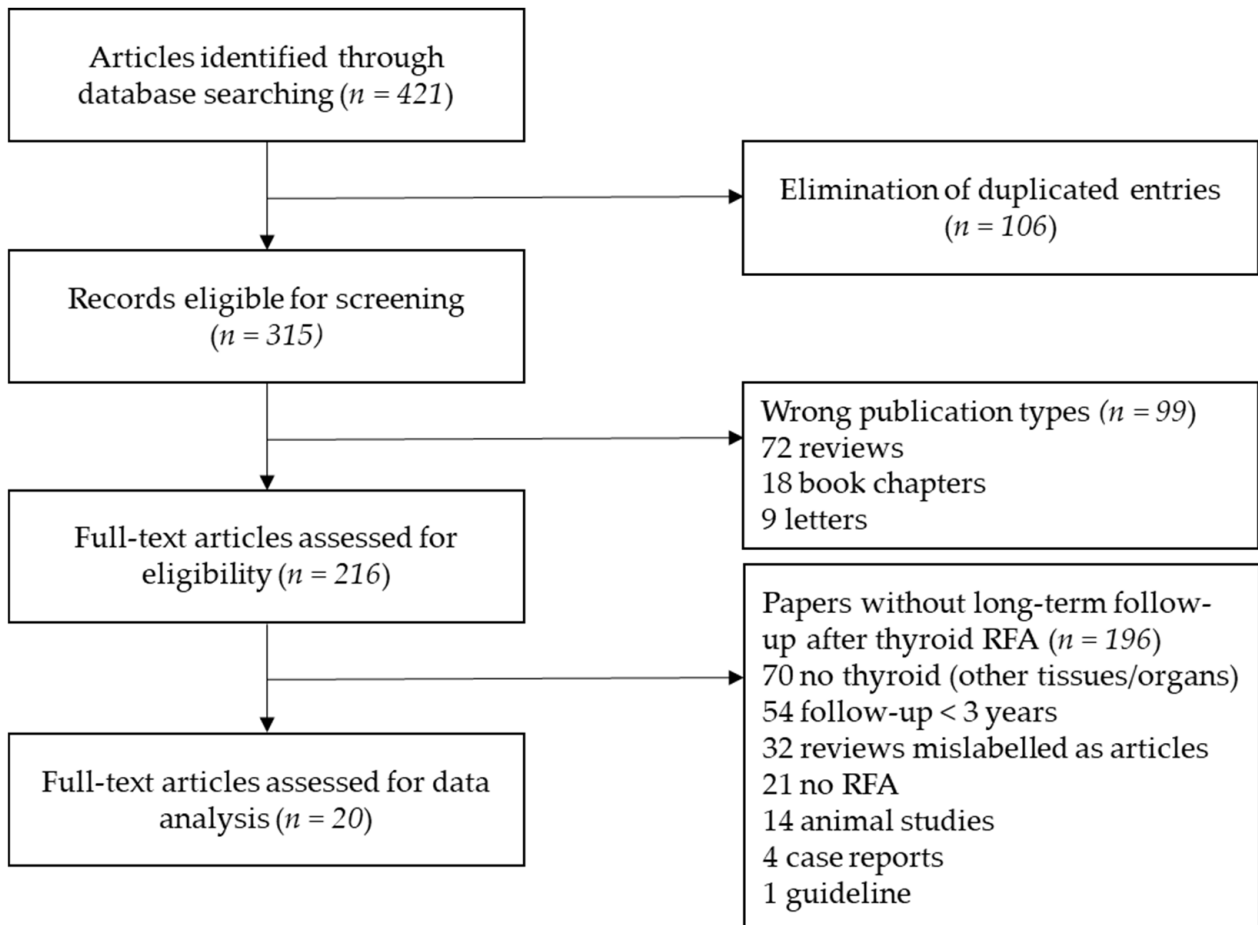 Articles identified through
database searching (n = 421)
Elimination of duplicated entries
(n = 106)
Records eligible for screening
(n = 315)
Wrong publication types (n = 99)
72 reviews
18 book chapters
9 letters
Full-text articles assessed for
eligibility (n = 216)
Papers without long-term follow-
up after thyroid RFA (n = 196)
70 no thyroid (other tissues/organs)
54 follow-up < 3 years
32 reviews mislabelled as articles
21 no RFA
14 animal studies
4 case reports
1 guideline
Full-text articles assessed for data
analysis (n = 20)